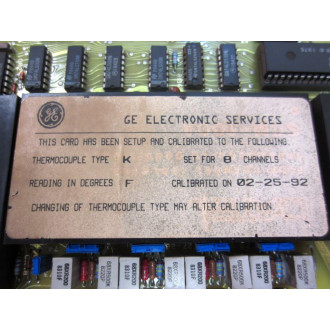 GE ELECTRONIC SERVICES
THIS CARD HAS BEEN SETUP AND CALIBRATED TO THE FOLLOWING.
THERMOCOUPLE TYPE K SET FOR 8 CHANNELS
READING IN DEGREES F CALIBRATED ON 02-25-92
CHANGING OF THERMOCOUPLE TYPE MAY ALTER CALIBRATION.